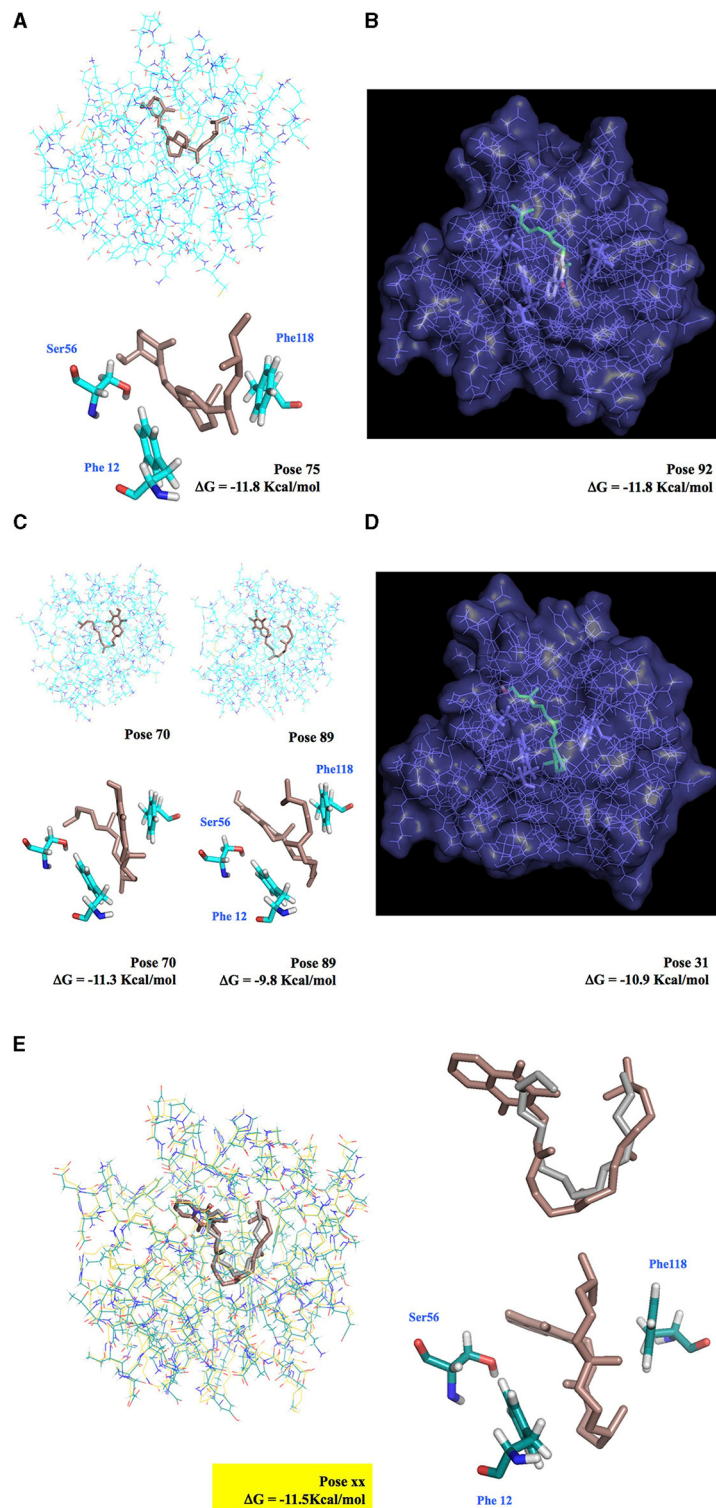 A
B
Ser56
Phe118
Phe 12
Pose 75
ΔG = -11.8 Kcal/mol
Pose 92
ΔG = -11.8 Kcal/mol
C
D
Pose 70
Pose 89
Phe118
Ser56
Phe 12
Pose 70
ΔG = -11.3 Kcal/mol
Pose 89
ΔG = -9.8 Kcal/mol
Pose 31
ΔG = -10.9 Kcal/mol
E
Phe118
Ser56
Phe 12
Pose xx
ΔG = -11.5Kcal/mol